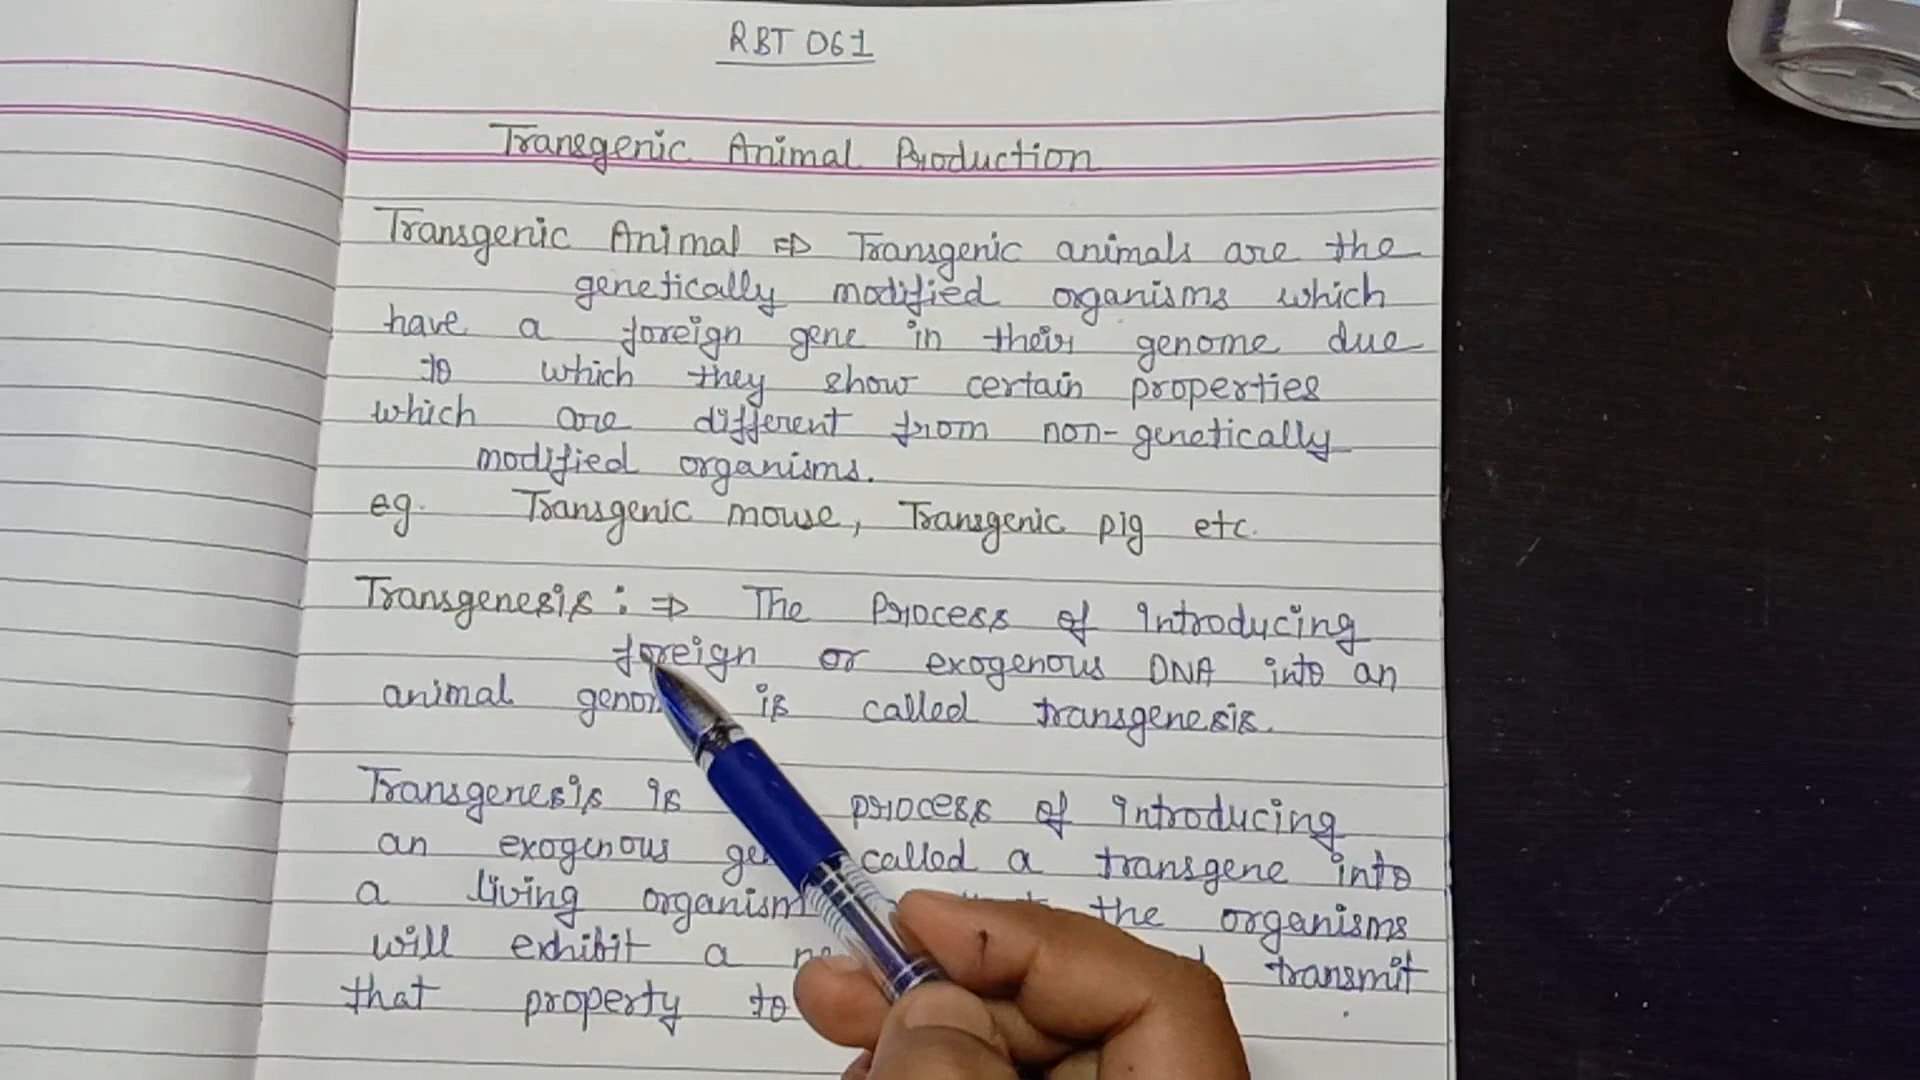 RBT 061
Transgenic Animal Production
Transgenic Animal ⇒ Transgenic animals are the
genetically modified organisms which
have a foreign gene in their genome due
to which they show certain properties
which are different from non-genetically
modified organisms.
eg. Transgenic mouse, Transgenic pig etc.
Transgenesis : ⇒ The Process of introducing
foreign or exogenous DNA into an
animal is called transgenesis.
Transgenesis is process of introducing
an exogenous called a transgene into
a living organism the organisms
will exhibit a transmit
that property to